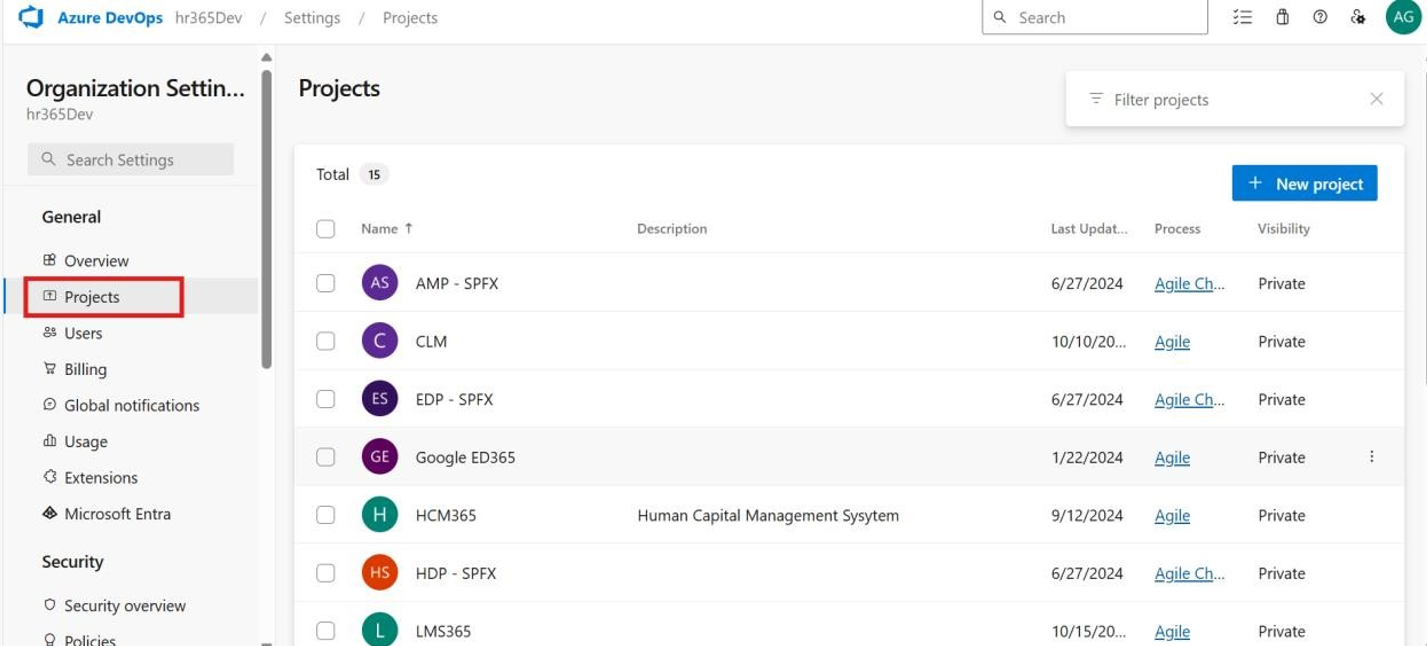 Azure DevOps hr365Dev / Settings / Projects
Search
AG
Organization Settin...
hr365Dev
Search Settings
General
Overview
Projects
Users
Billing
Global notifications
Usage
Extensions
Microsoft Entra
Security
Security overview
Policies
Projects
Filter projects
Total 15
+ New project
Name ↑ Description Last Updat... Process Visibility
AS AMP - SPFX 6/27/2024 Agile Ch... Private
C CLM 10/10/20... Agile Private
ES EDP - SPFX 6/27/2024 Agile Ch... Private
GE Google ED365 1/22/2024 Agile Private
H HCM365 Human Capital Management Sysytem 9/12/2024 Agile Private
HS HDP - SPFX 6/27/2024 Agile Ch... Private
L LMS365 10/15/20... Agile Private